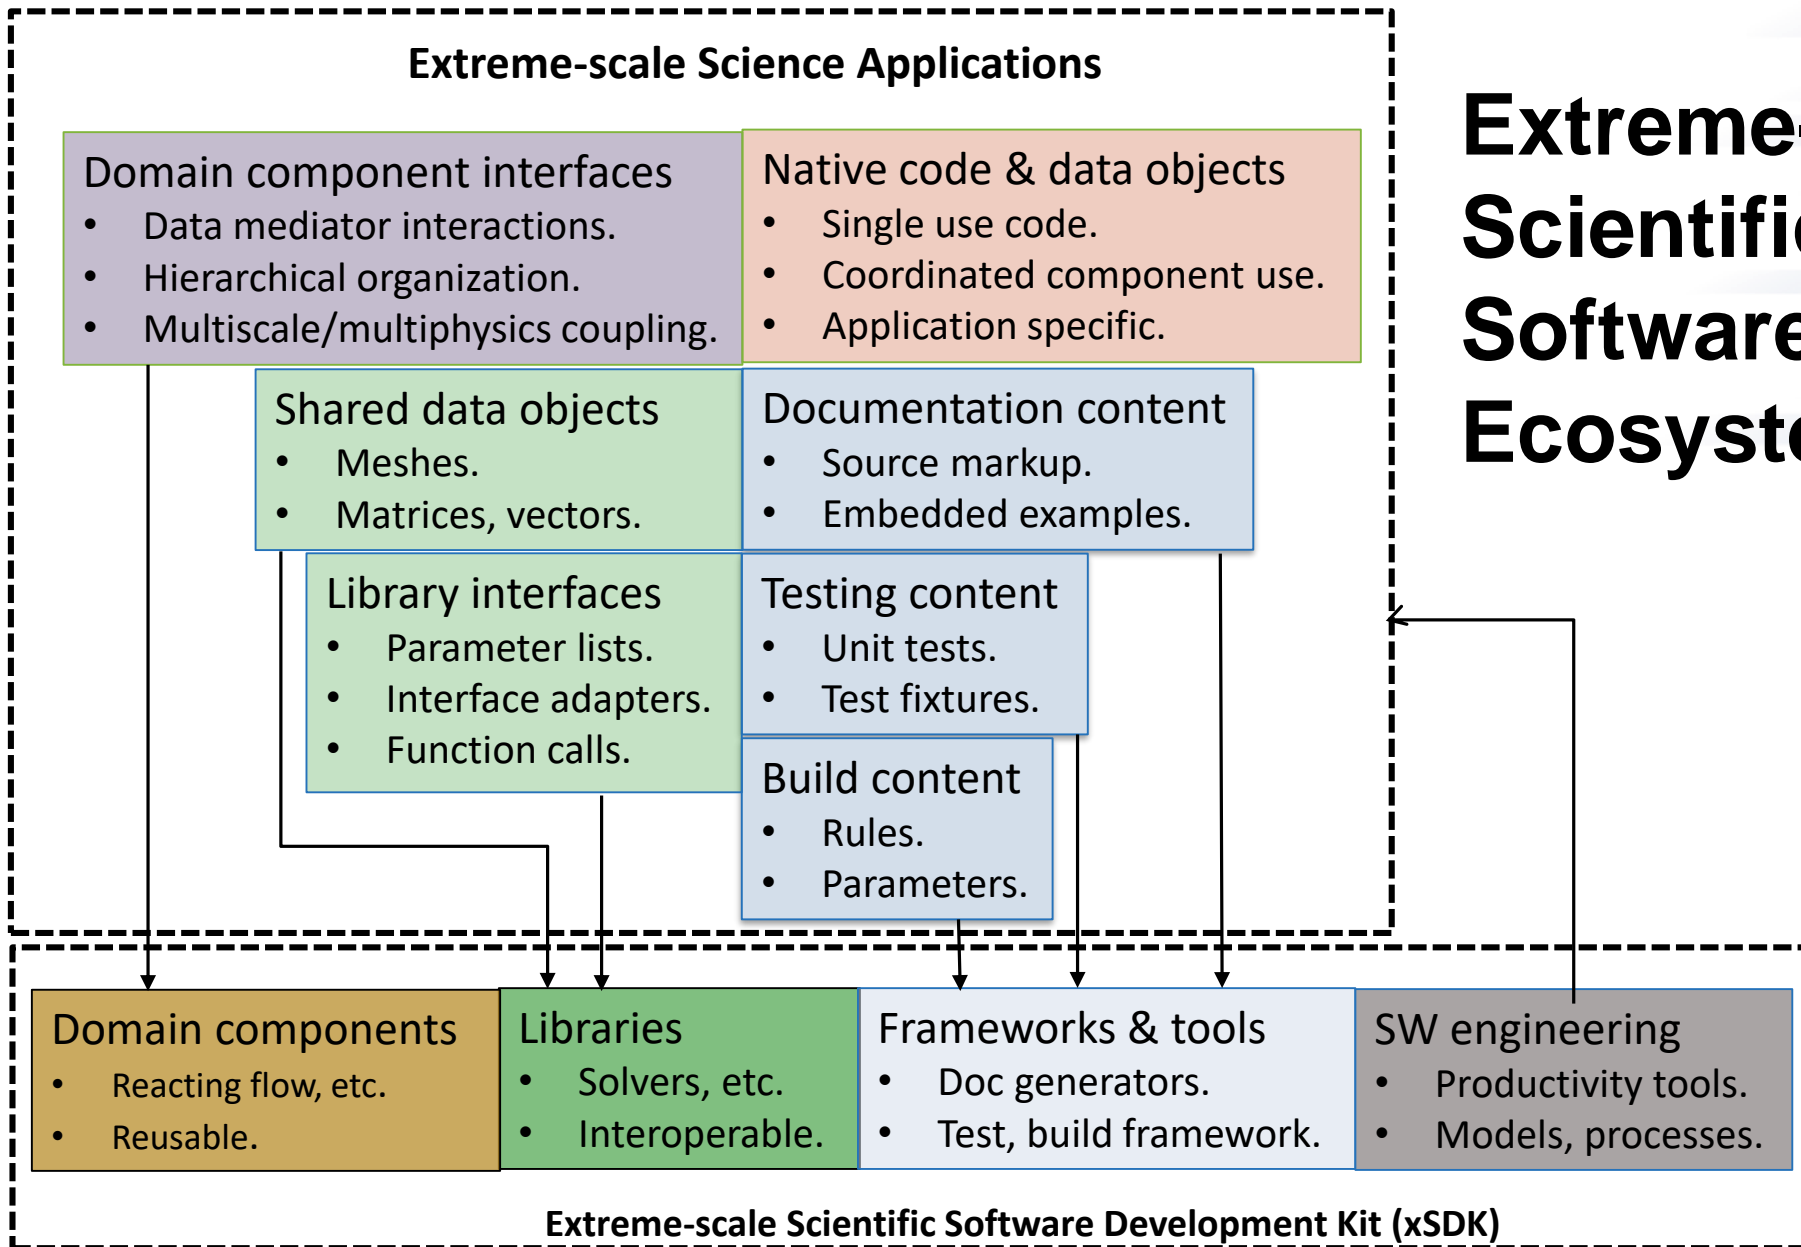 Extreme-scale Science Applications
Domain component interfaces
• Data mediator interactions.
• Hierarchical organization.
• Multiscale/multiphysics coupling.
Native code & data objects
• Single use code.
• Coordinated component use.
• Application specific.
Shared data objects
• Meshes.
• Matrices, vectors.
Documentation content
• Source markup.
• Embedded examples.
Library interfaces
• Parameter lists.
• Interface adapters.
• Function calls.
Testing content
• Unit tests.
• Test fixtures.
Build content
• Rules.
• Parameters.
Extreme-
Scientific
Software
Ecosyste
Domain components
• Reacting flow, etc.
• Reusable.
Libraries
• Solvers, etc.
• Interoperable.
Frameworks & tools
• Doc generators.
• Test, build framework.
SW engineering
• Productivity tools.
• Models, processes.
Extreme-scale Scientific Software Development Kit (xSDK)